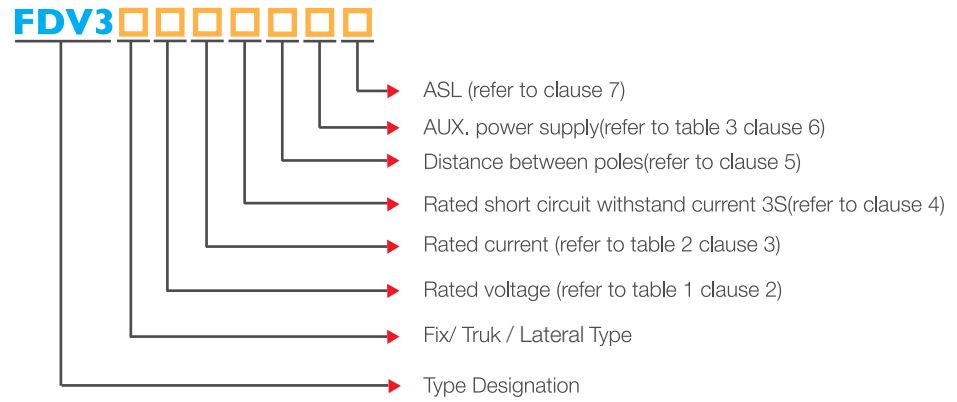 FDV3
ASL (refer to clause 7)
AUX. power supply(refer to table 3 clause 6)
Distance between poles(refer to clause 5)
Rated short circuit withstand current 3S(refer to clause 4)
Rated current (refer to table 2 clause 3)
Rated voltage (refer to table 1 clause 2)
Fix/ Truk / Lateral Type
Type Designation